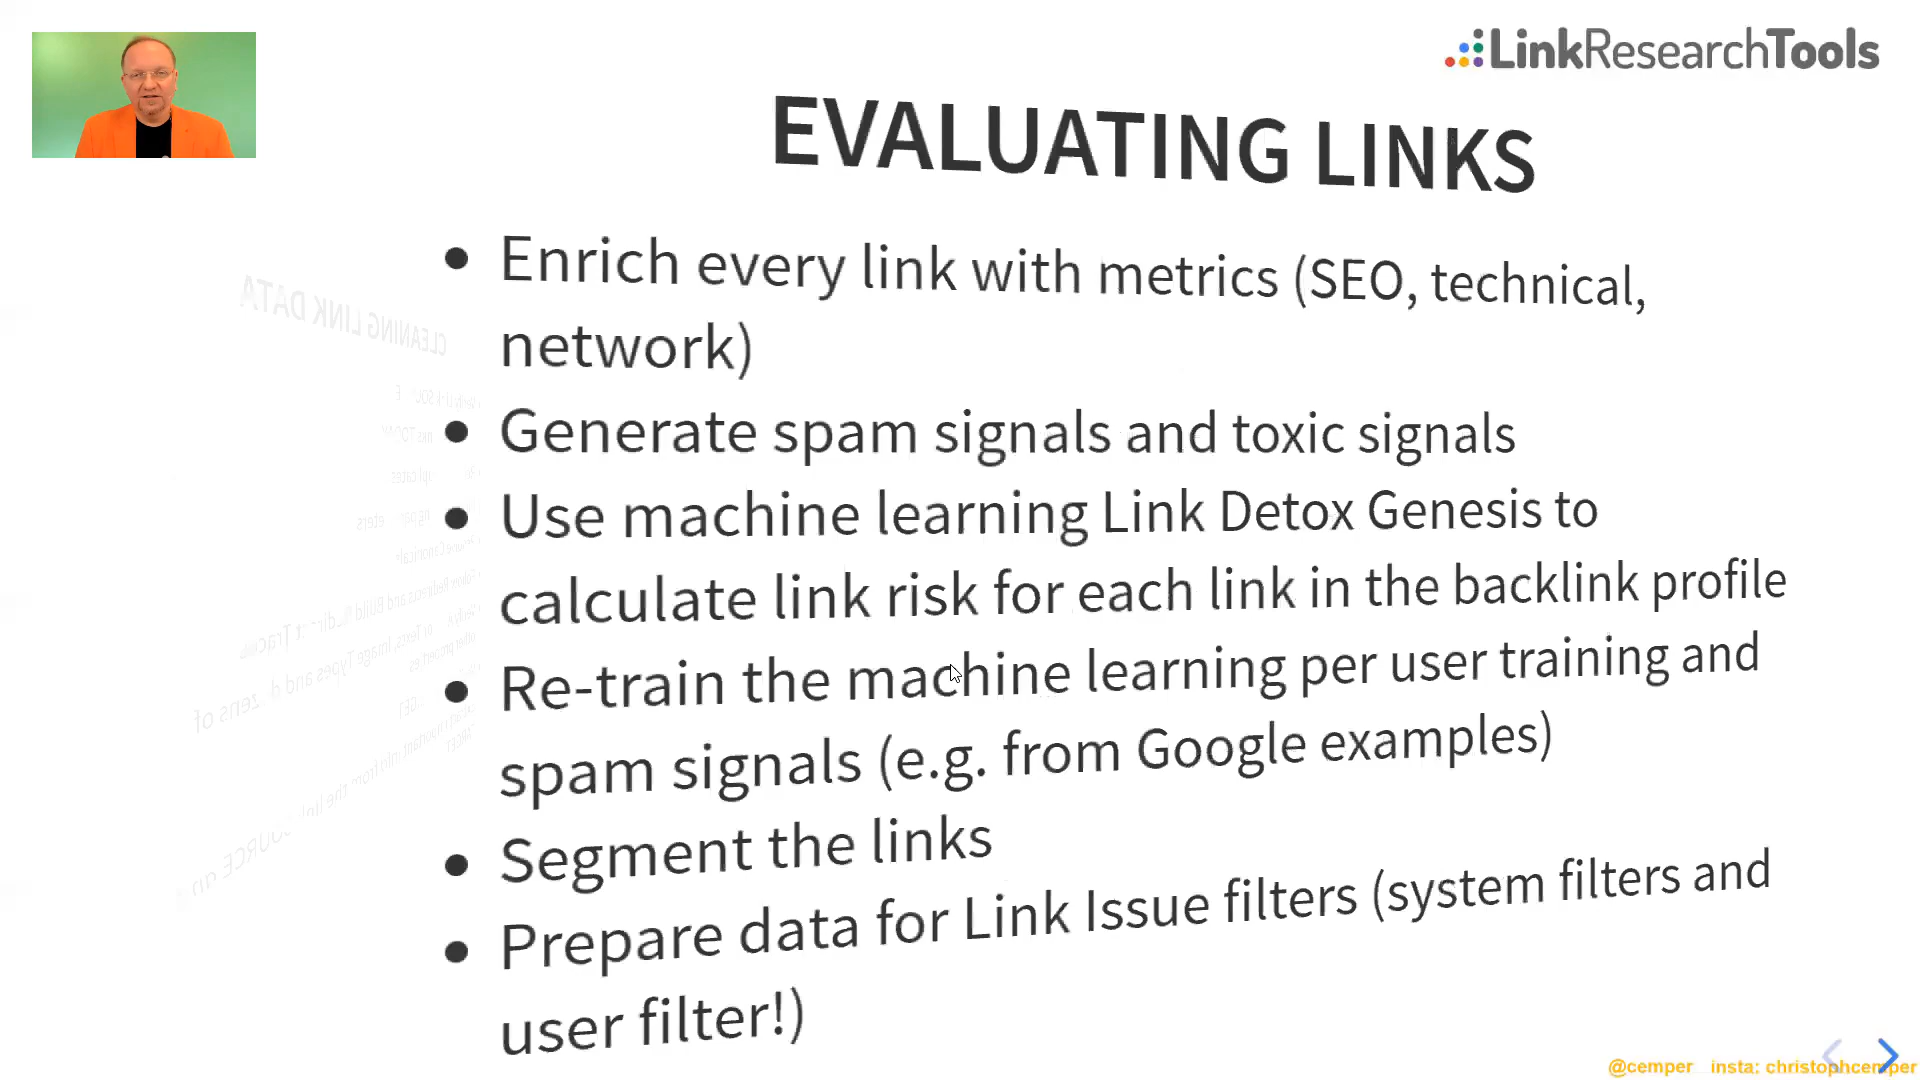 LinkResearchTools
EVALUATING LINKS
Enrich every link with metrics (SEO, technical,
network)
Generate spam signals and toxic signals
Use machine learning Link Detox Genesis to
calculate link risk for each link in the backlink profile
Re-train the machine learning per user training and
spam signals (e.g. from Google examples)
Segment the links
Prepare data for Link Issue filters (system filters and
user filter!)
CLEANING LINK DATA
@cemper insta: christophcemper